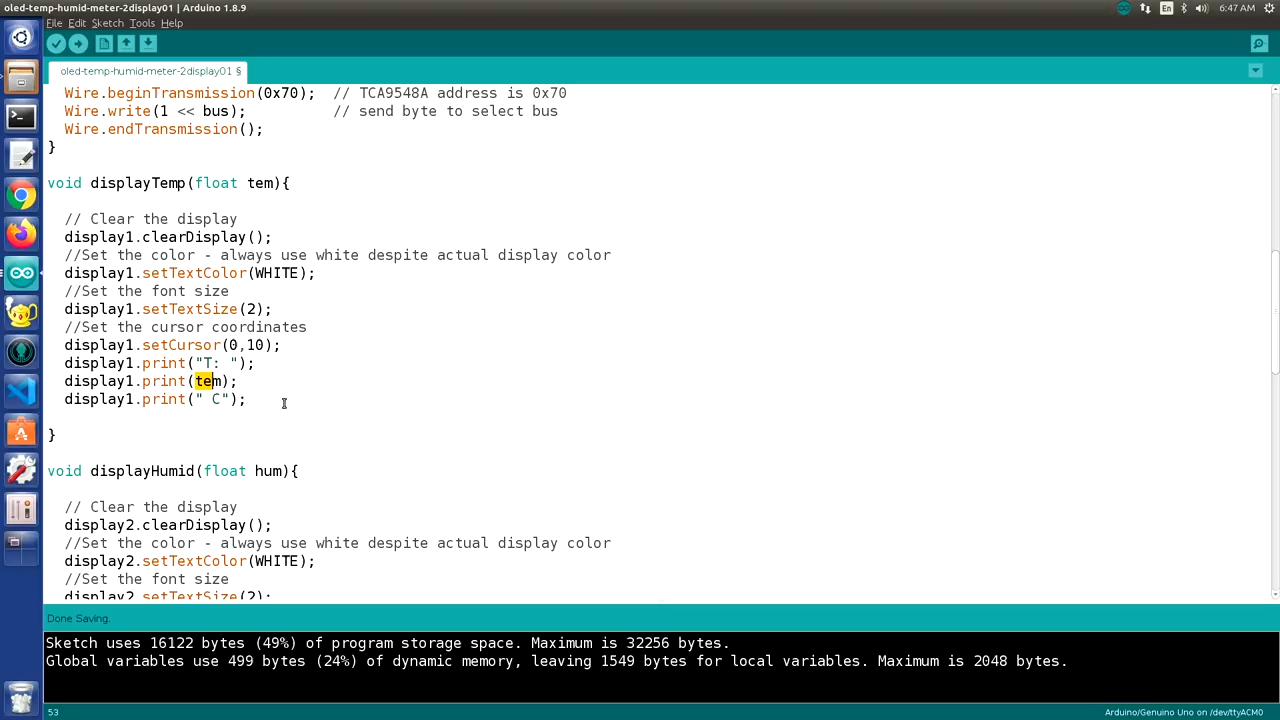 oled-temp-humid-meter-2display01 | Arduino 1.8.9
En
6:47 AM
File Edit Sketch Tools Help
oled-temp-humid-meter-2display01 §
Wire.beginTransmission(0x70);  // TCA9548A address is 0x70
Wire.write(1 << bus);          // send byte to select bus
Wire.endTransmission();
}
void displayTemp(float tem){
// Clear the display
display1.clearDisplay();
//Set the color - always use white despite actual display color
display1.setTextColor(WHITE);
//Set the font size
display1.setTextSize(2);
//Set the cursor coordinates
display1.setCursor(0,10);
display1.print("T: ");
display1.print(tem);
display1.print(" C");
}
void displayHumid(float hum){
// Clear the display
display2.clearDisplay();
//Set the color - always use white despite actual display color
display2.setTextColor(WHITE);
//Set the font size
display2.setTextSize(2);
Done Saving.
Sketch uses 16122 bytes (49%) of program storage space. Maximum is 32256 bytes.
Global variables use 499 bytes (24%) of dynamic memory, leaving 1549 bytes for local variables. Maximum is 2048 bytes.
53
Arduino/Genuino Uno on /dev/ttyACM0